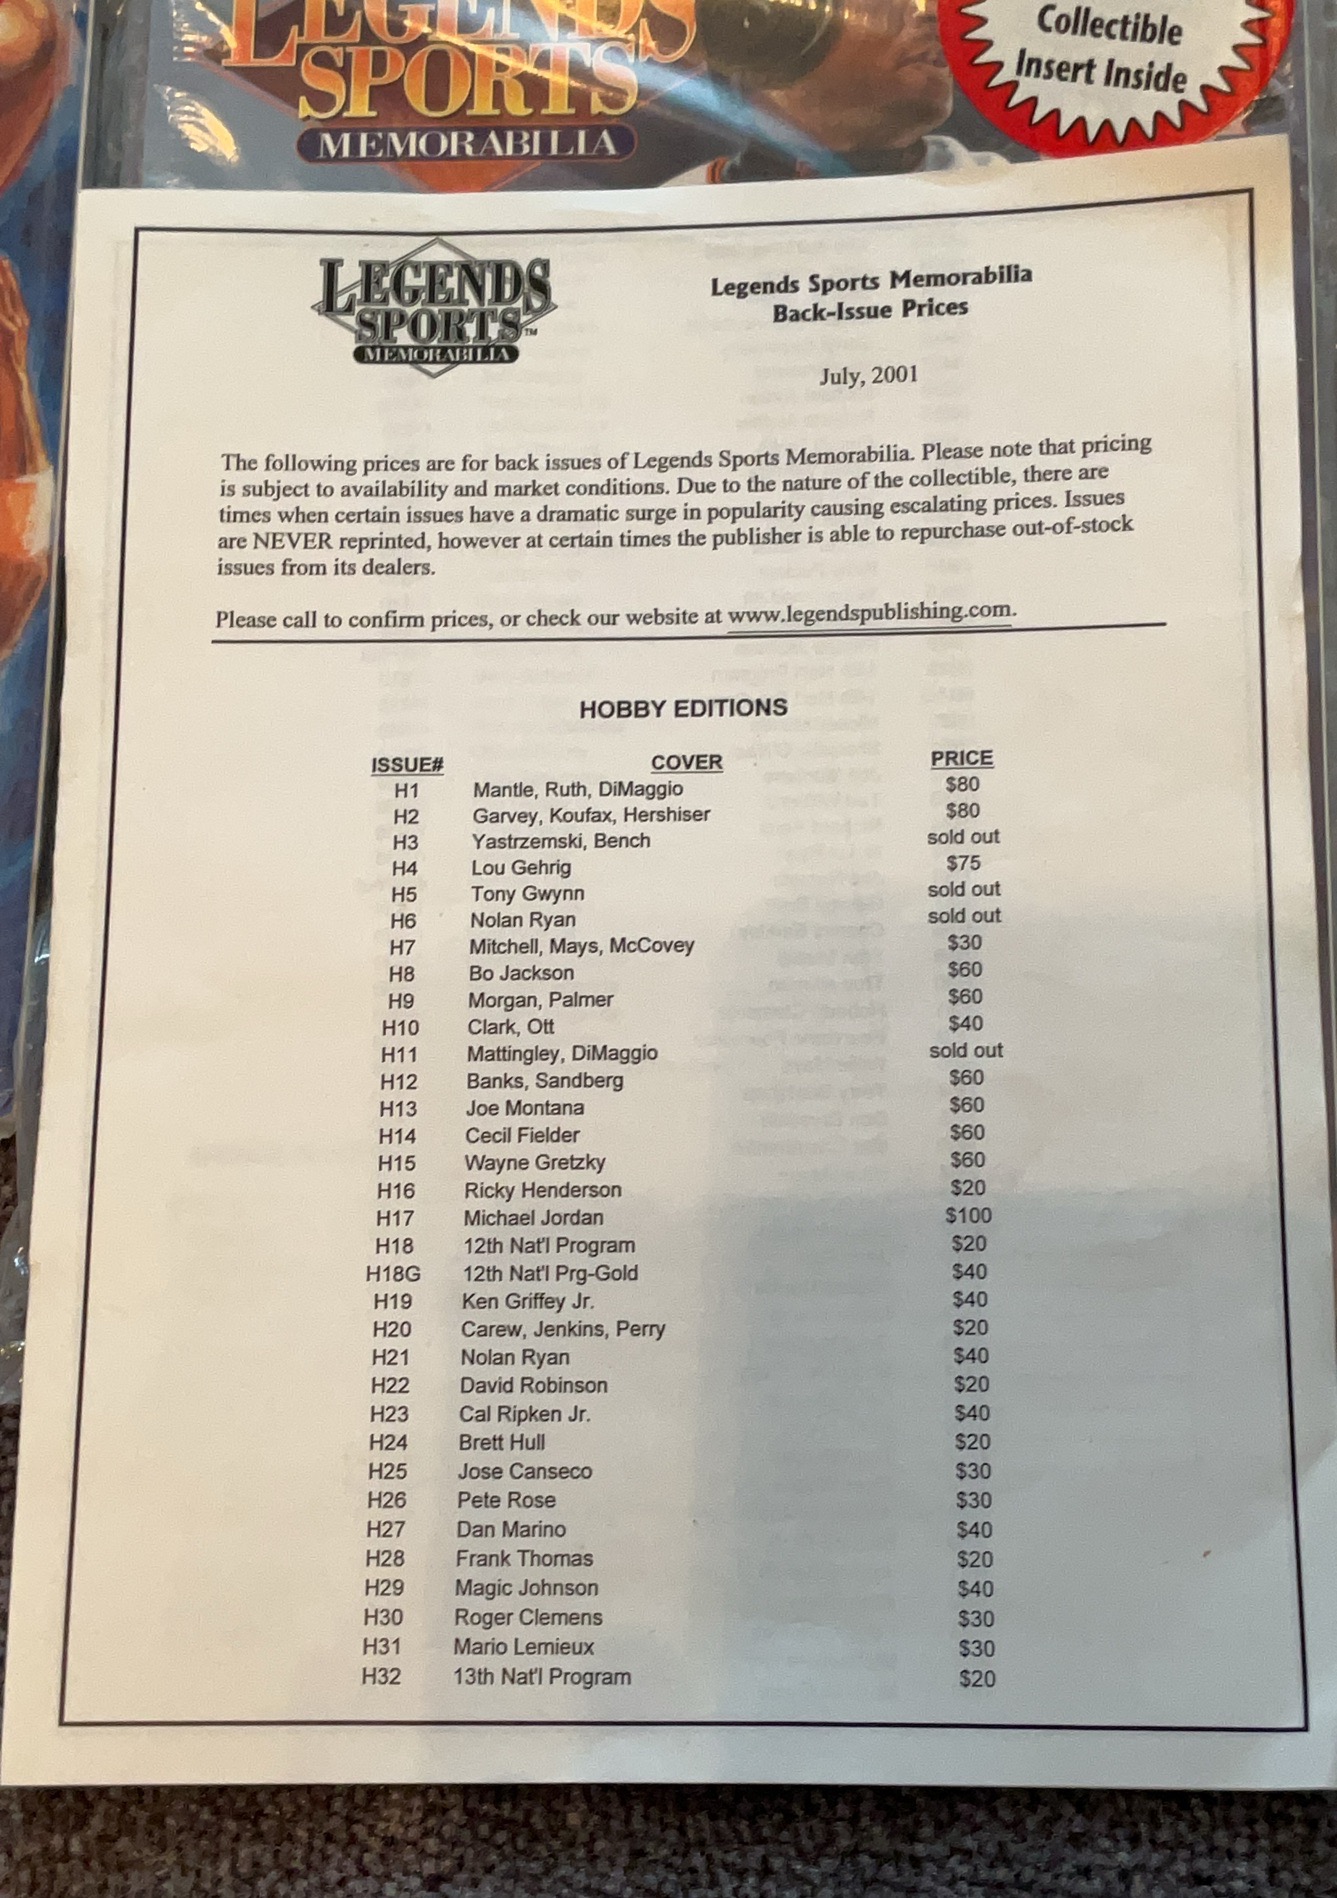 LEGENDS
SPORTS
MEMORABILIA
Collectible
Insert Inside
LEGENDS
SPORTS™
MEMORABILIA
Legends Sports Memorabilia
Back-Issue Prices
July, 2001
The following prices are for back issues of Legends Sports Memorabilia. Please note that pricing
is subject to availability and market conditions. Due to the nature of the collectible, there are
times when certain issues have a dramatic surge in popularity causing escalating prices. Issues
are NEVER reprinted, however at certain times the publisher is able to repurchase out-of-stock
issues from its dealers.
Please call to confirm prices, or check our website at www.legendspublishing.com.
HOBBY EDITIONS
ISSUE# COVER PRICE
H1 Mantle, Ruth, DiMaggio $80
H2 Garvey, Koufax, Hershiser $80
H3 Yastrzemski, Bench sold out
H4 Lou Gehrig $75
H5 Tony Gwynn sold out
H6 Nolan Ryan sold out
H7 Mitchell, Mays, McCovey $30
H8 Bo Jackson $60
H9 Morgan, Palmer $60
H10 Clark, Ott $40
H11 Mattingley, DiMaggio sold out
H12 Banks, Sandberg $60
H13 Joe Montana $60
H14 Cecil Fielder $60
H15 Wayne Gretzky $60
H16 Ricky Henderson $20
H17 Michael Jordan $100
H18 12th Nat'l Program $20
H18G 12th Nat'l Prg-Gold $40
H19 Ken Griffey Jr. $40
H20 Carew, Jenkins, Perry $20
H21 Nolan Ryan $40
H22 David Robinson $20
H23 Cal Ripken Jr. $40
H24 Brett Hull $20
H25 Jose Canseco $30
H26 Pete Rose $30
H27 Dan Marino $40
H28 Frank Thomas $20
H29 Magic Johnson $40
H30 Roger Clemens $30
H31 Mario Lemieux $30
H32 13th Nat'l Program $20